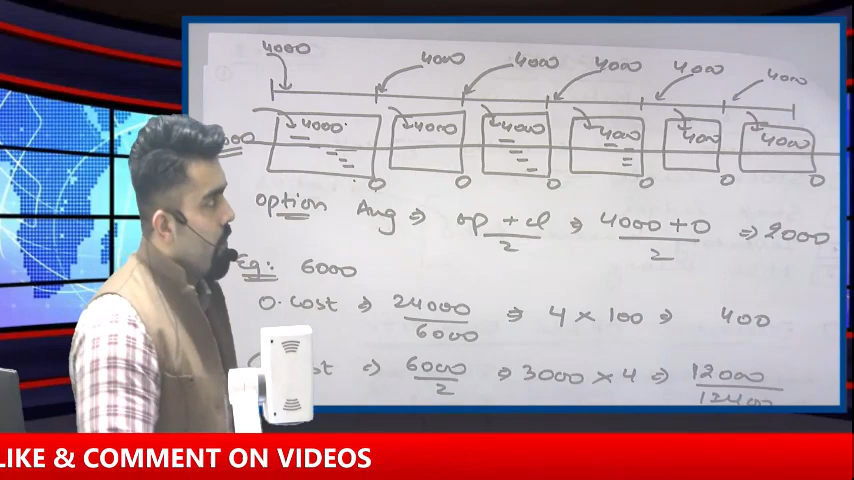 4000 4000 4000 4000 4000 4000
4000 4000 4000 4000 4000 4000
0 0 0 0 0 0
option Avg ⇒ op + cl / 2 ⇒ 4000 + 0 / 2 ⇒ 2000
Eg: 6000
O. cost ⇒ 24000 / 6000 ⇒ 4 × 100 ⇒ 400
⇒ 6000 / 2 ⇒ 3000 × 4 ⇒ 12000
12400
LIKE & COMMENT ON VIDEOS